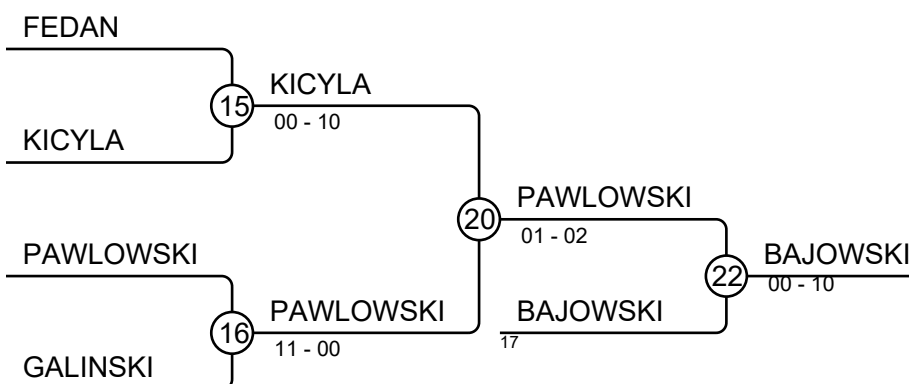 FEDAN
15
KICYLA
00 - 10
KICYLA
20
PAWLOWSKI
01 - 02
PAWLOWSKI
22
BAJOWSKI
00 - 10
16
PAWLOWSKI
11 - 00
BAJOWSKI
17
GALINSKI